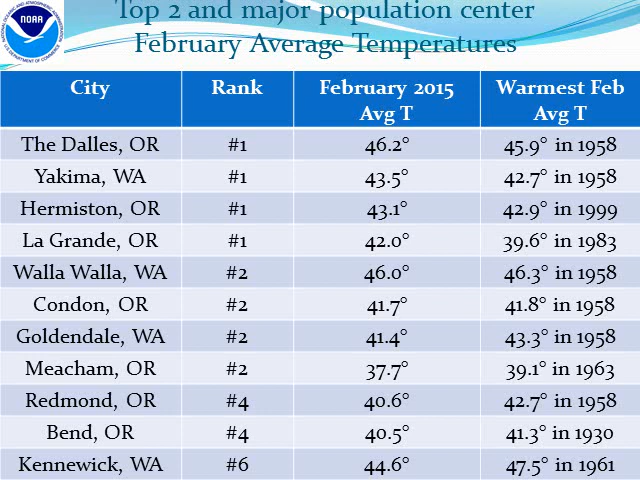 NOAA
Top 2 and major population center
February Average Temperatures
City Rank February 2015 Avg T Warmest Feb Avg T
The Dalles, OR #1 46.2° 45.9° in 1958
Yakima, WA #1 43.5° 42.7° in 1958
Hermiston, OR #1 43.1° 42.9° in 1999
La Grande, OR #1 42.0° 39.6° in 1983
Walla Walla, WA #2 46.0° 46.3° in 1958
Condon, OR #2 41.7° 41.8° in 1958
Goldendale, WA #2 41.4° 43.3° in 1958
Meacham, OR #2 37.7° 39.1° in 1963
Redmond, OR #4 40.6° 42.7° in 1958
Bend, OR #4 40.5° 41.3° in 1930
Kennewick, WA #6 44.6° 47.5° in 1961